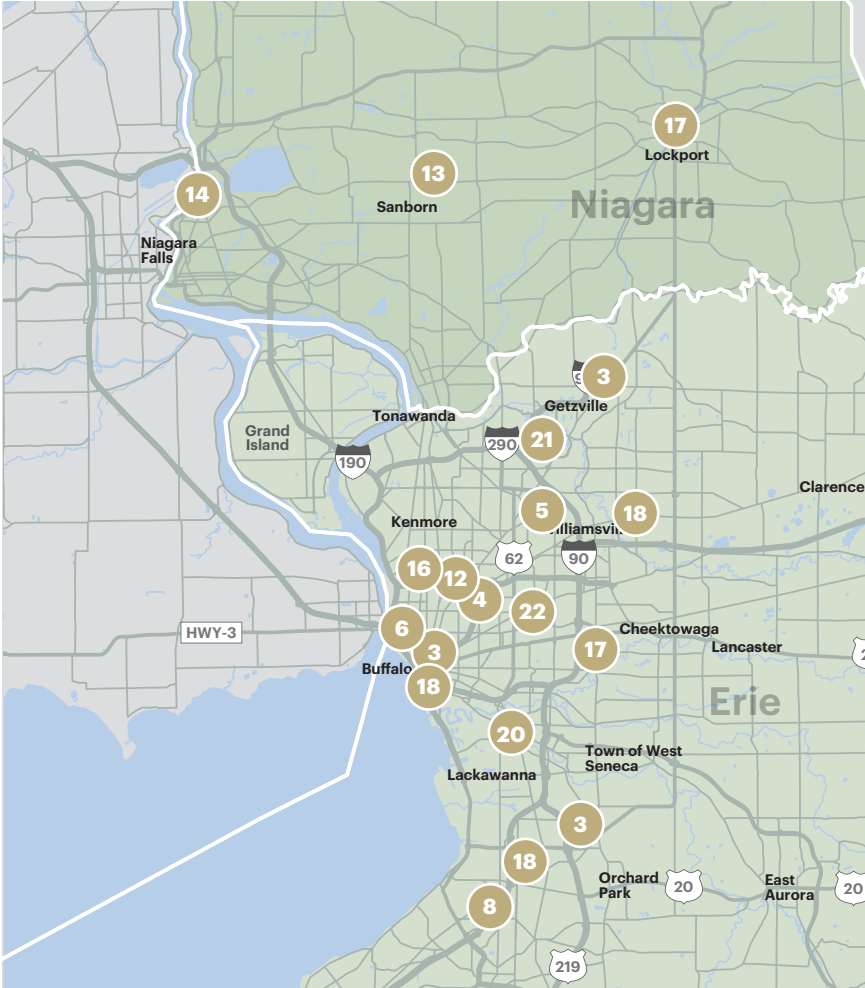 17
Lockport
13
Sanborn
14
Niagara
Niagara
Falls
3
Getzville
Tonawanda
Grand
Island
290
21
190
Clarence
5
18
Kenmore
62
90
16
12
4
22
6
HWY-3
Cheektowaga
3
17
Lancaster
Buffalo
18
Erie
20
Town of West
Seneca
Lackawanna
3
18
Orchard
Park
20
East
Aurora
20
8
219